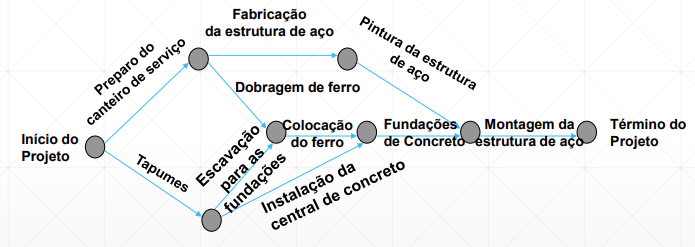 Fabricação
da estrutura de aço
Pintura da estrutura
de aço
Preparo do
canteiro de serviço
Dobragem de ferro
Início do
Projeto
Tapumes
Escavação
para as
fundações
Colocação
do ferro
Instalação da
central de concreto
Fundações
de Concreto
Montagem da
estrutura de aço
Término do
Projeto